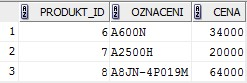 PRODUKT_ID OZNACENI CENA
1 6 A600N 34000
2 7 A2500H 20000
3 8 A8JN-4P019M 64000